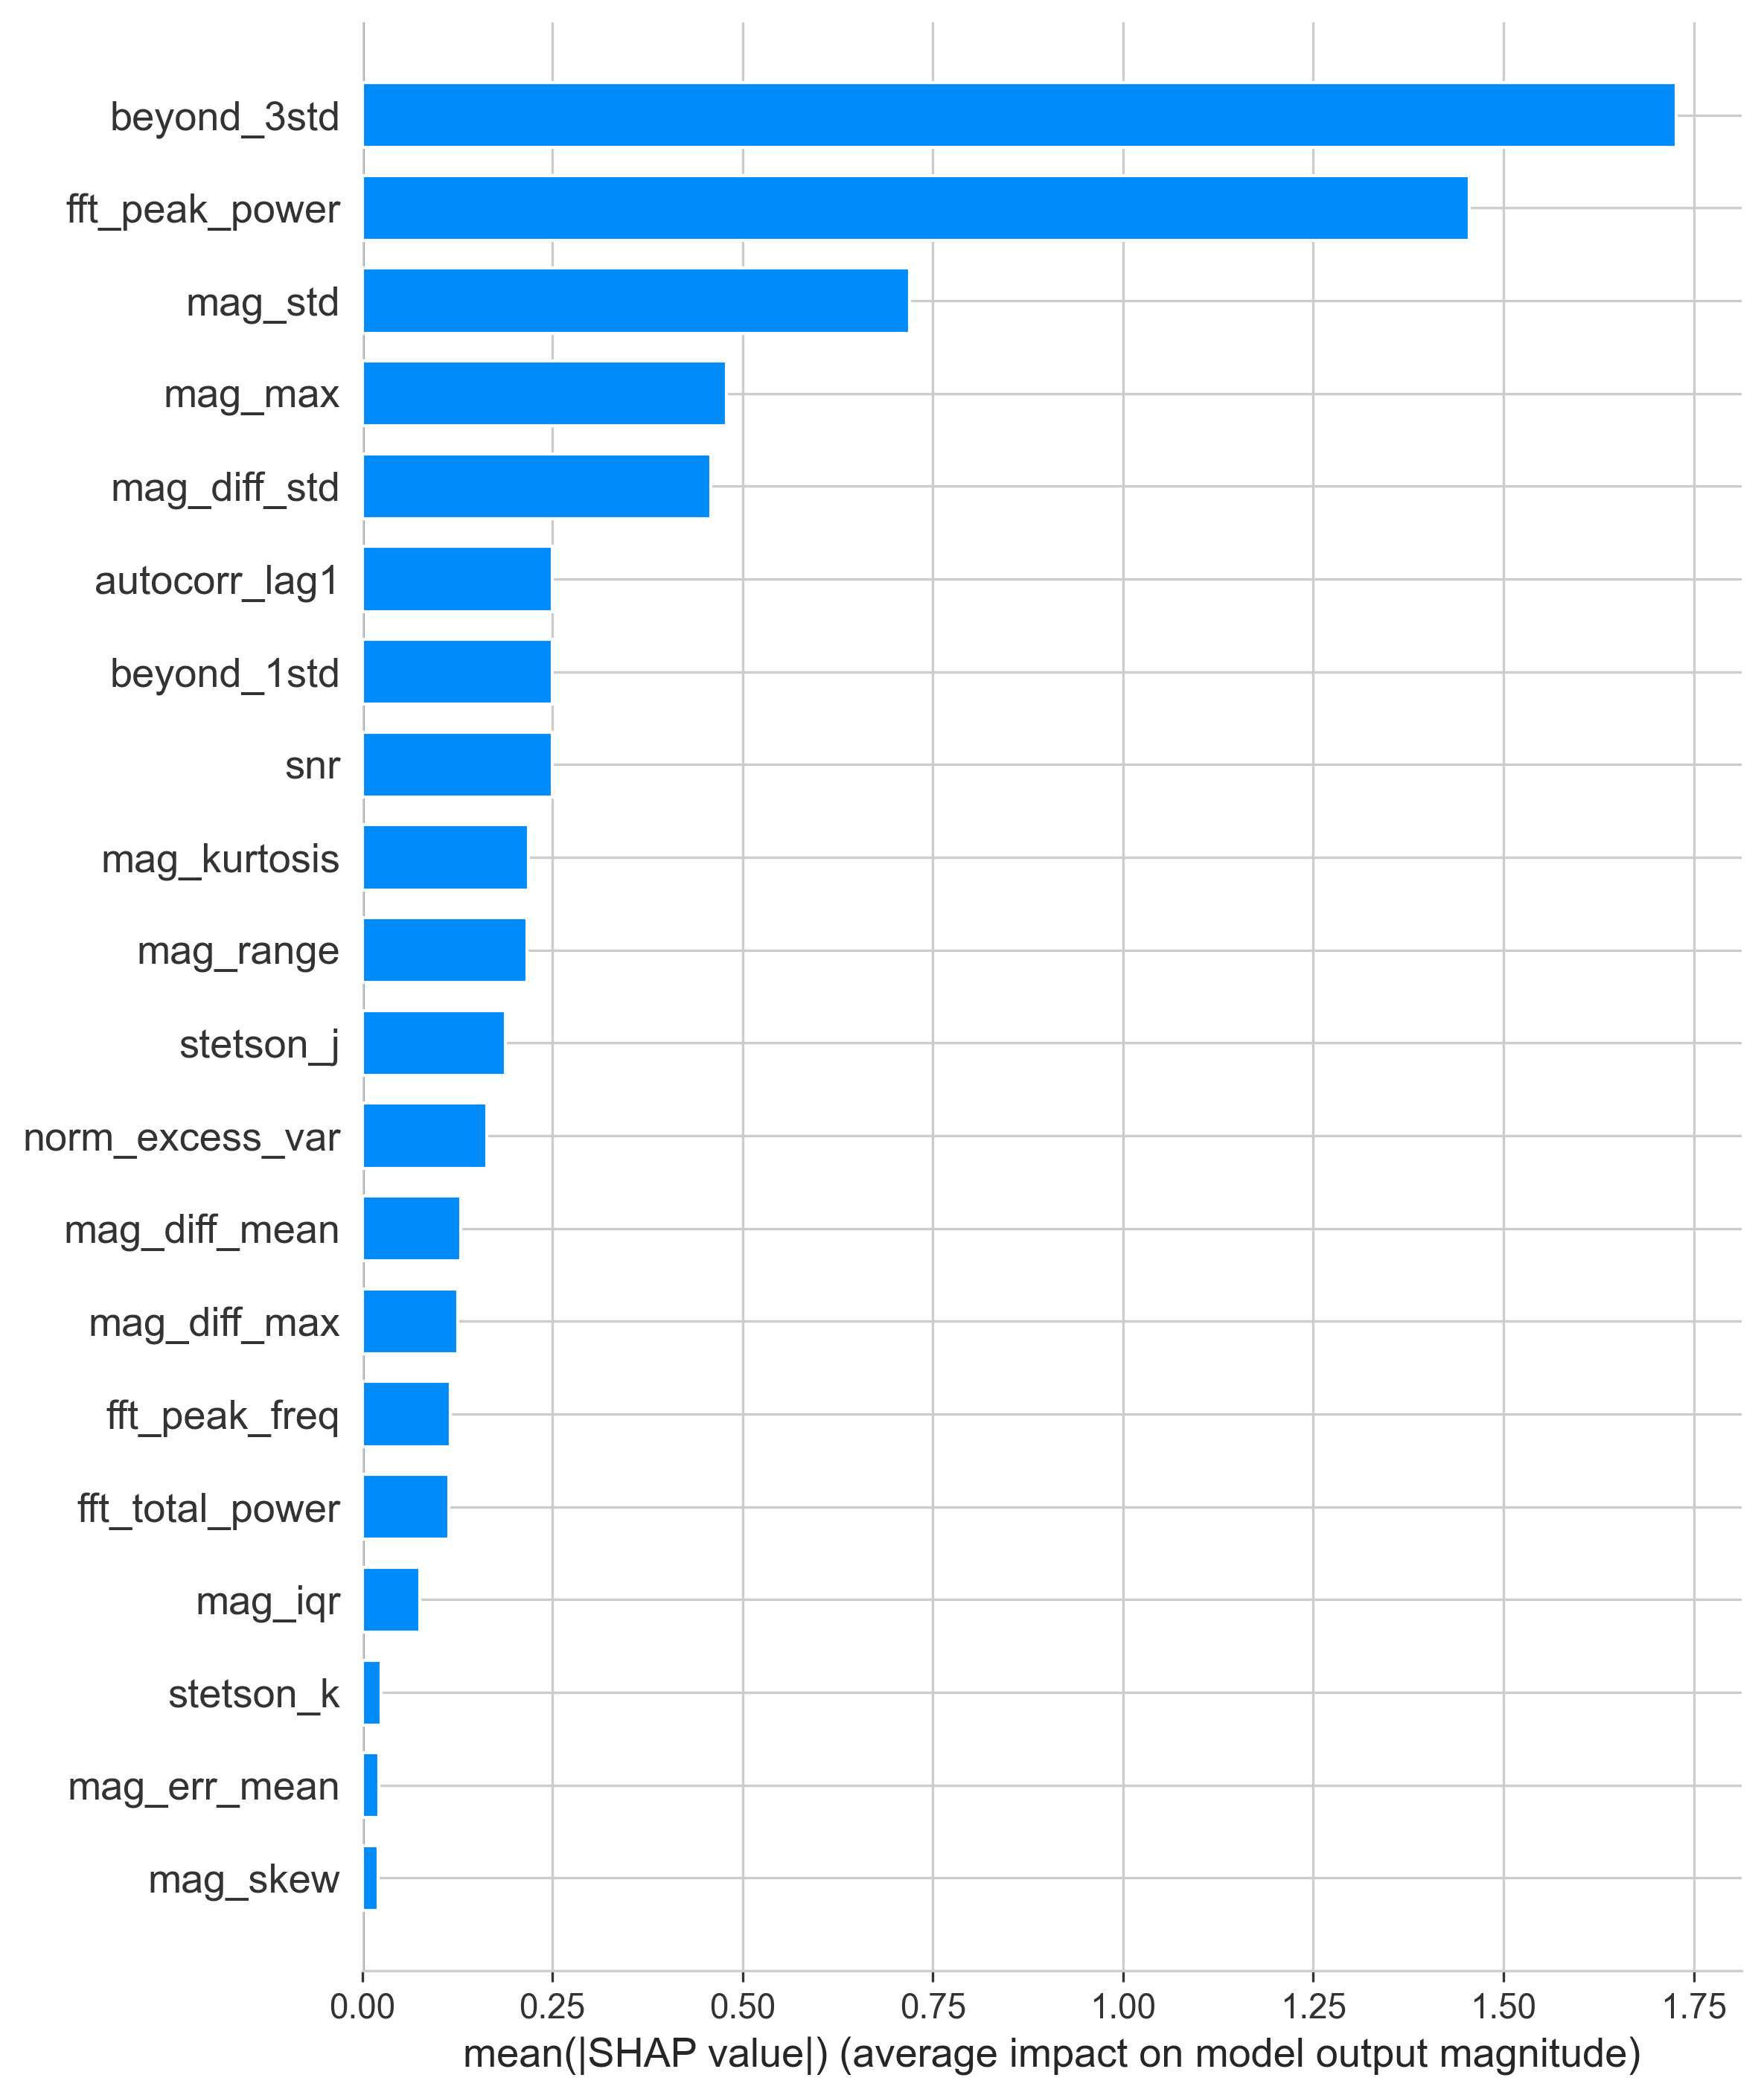 beyond_3std
fft_peak_power
mag_std
mag_max
mag_diff_std
autocorr_lag1
beyond_1std
snr
mag_kurtosis
mag_range
stetson_j
norm_excess_var
mag_diff_mean
mag_diff_max
fft_peak_freq
fft_total_power
mag_iqr
stetson_k
mag_err_mean
mag_skew
0.00 0.25 0.50 0.75 1.00 1.25 1.50 1.75
mean(|SHAP value|) (average impact on model output magnitude)